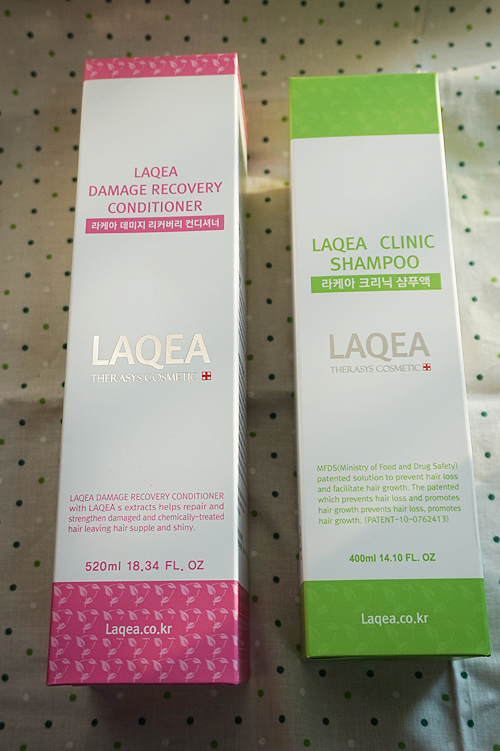 LAQEA
DAMAGE RECOVERY
CONDITIONER
라케아 데미지 리커버리 컨디셔너
LAQEA
THERASYS COSMETIC
LAQEA DAMAGE RECOVERY CONDITIONER
with LAQEA s extracts helps repair and
strengthen damaged and chemically-treated
hair leaving hair supple and shiny.
520ml 18.34 FL. OZ
Laqea.co.kr
LAQEA CLINIC
SHAMPOO
라케아 크리닉 샴푸액
LAQEA
THERASYS COSMETIC
MFDS(Ministry of Food and Drug Safety)
patented solution to prevent hair loss
and facilitate hair growth. The patented
which prevents hair loss and promotes
hair growth prevents hair loss, promotes
hair growth. (PATENT-10-0762413)
400ml 14.10 FL. OZ
Laqea.co.kr